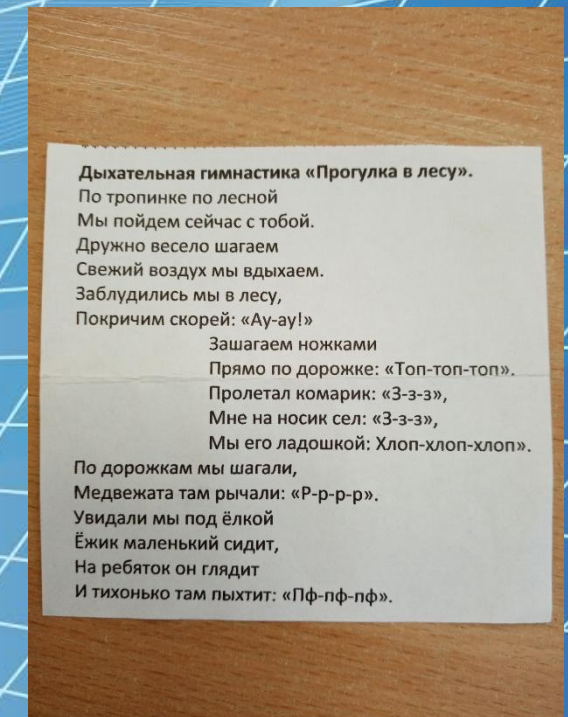 Дыхательная гимнастика «Прогулка в лесу».
По тропинке по лесной
Мы пойдем сейчас с тобой.
Дружно весело шагаем
Свежий воздух мы вдыхаем.
Заблудились мы в лесу,
Покричим скорей: «Ау-ау!»
Зашагаем ножками
Прямо по дорожке: «Топ-топ-топ».
Пролетал комарик: «З-з-з»,
Мне на носик сел: «З-з-з»,
Мы его ладошкой: Хлоп-хлоп-хлоп».
По дорожкам мы шагали,
Медвежата там рычали: «Р-р-р-р».
Увидали мы под ёлкой
Ёжик маленький сидит,
На ребяток он глядит
И тихонько там пыхтит: «Пф-пф-пф».